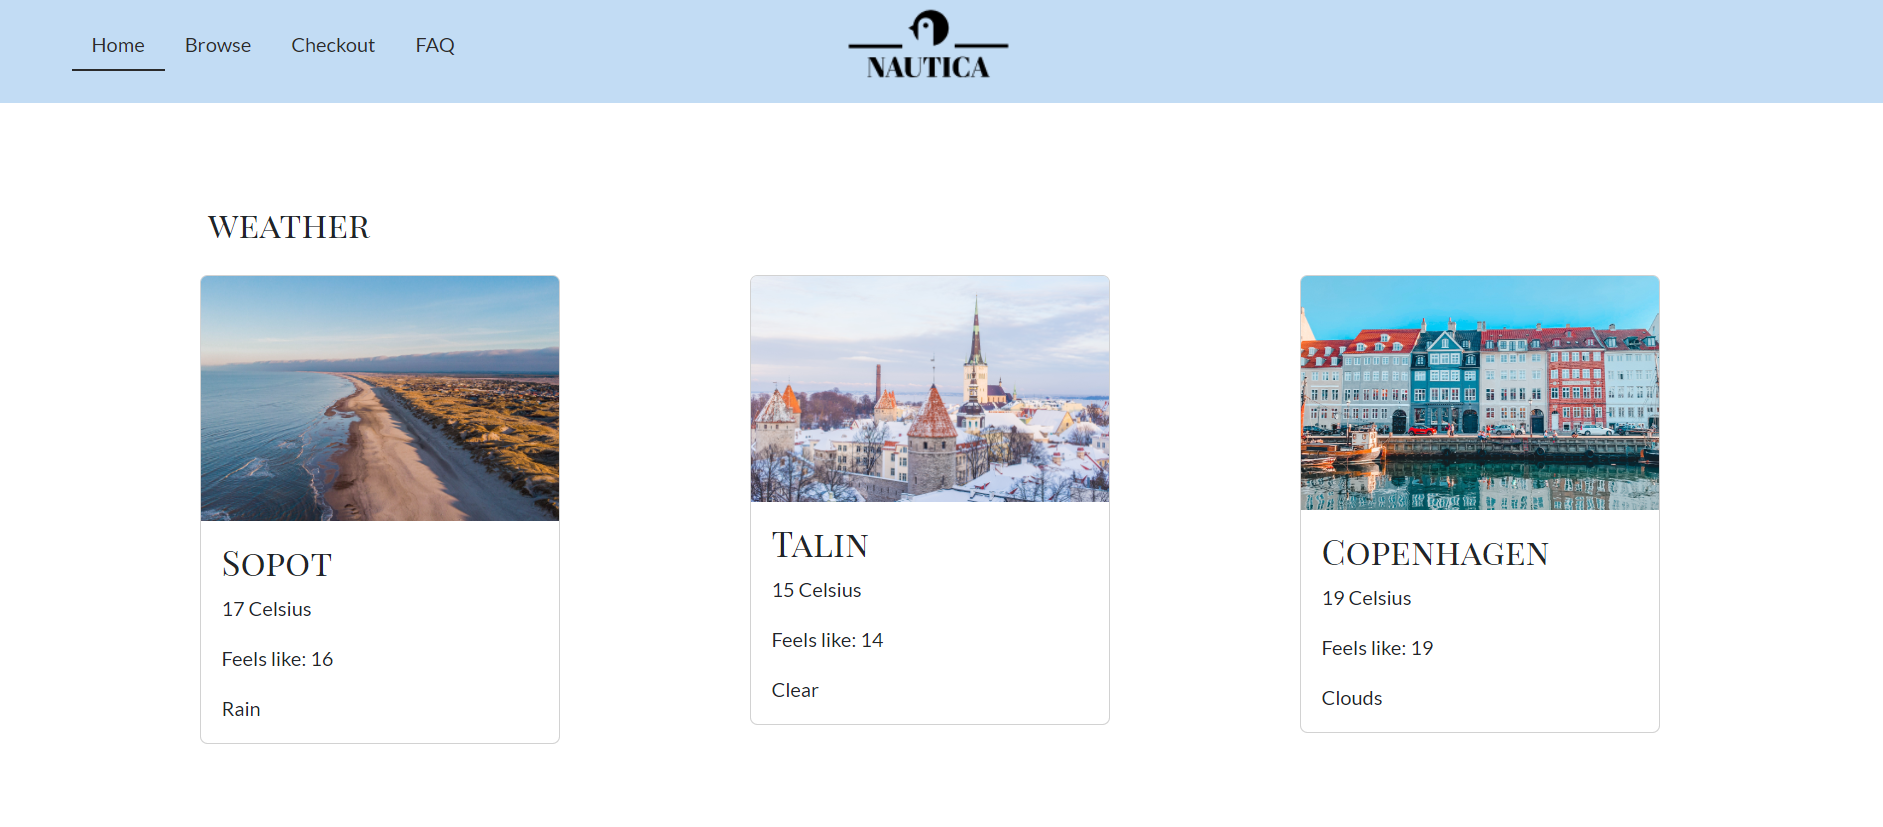 Home Browse Checkout FAQ
NAUTICA
WEATHER
Sopot
17 Celsius
Feels like: 16
Rain
Talin
15 Celsius
Feels like: 14
Clear
Copenhagen
19 Celsius
Feels like: 19
Clouds